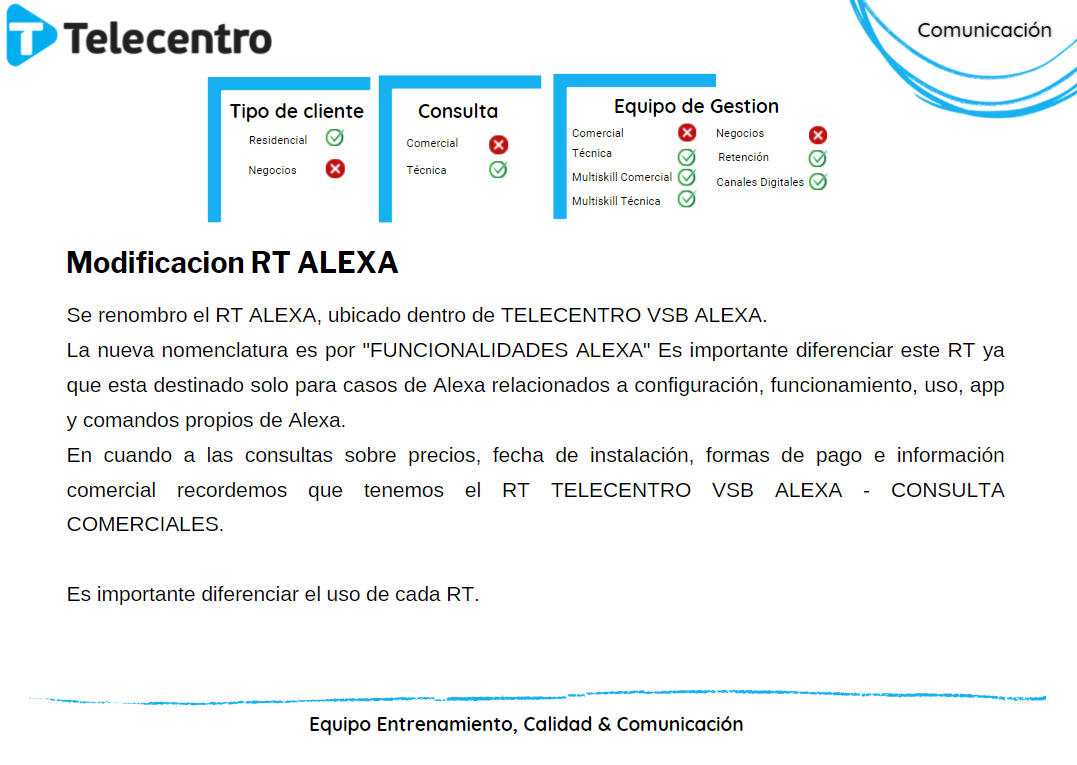 Telecentro
Comunicación
Tipo de cliente
Residencial
Negocios
Consulta
Comercial
Técnica
Equipo de Gestion
Comercial
Técnica
Multiskill Comercial
Multiskill Técnica
Negocios
Retención
Canales Digitales
Modificacion RT ALEXA
Se renombro el RT ALEXA, ubicado dentro de TELECENTRO VSB ALEXA.
La nueva nomenclatura es por "FUNCIONALIDADES ALEXA" Es importante diferenciar este RT ya
que esta destinado solo para casos de Alexa relacionados a configuración, funcionamiento, uso, app
y comandos propios de Alexa.
En cuando a las consultas sobre precios, fecha de instalación, formas de pago e información
comercial recordemos que tenemos el RT TELECENTRO VSB ALEXA - CONSULTA
COMERCIALES.
Es importante diferenciar el uso de cada RT.
Equipo Entrenamiento, Calidad & Comunicación